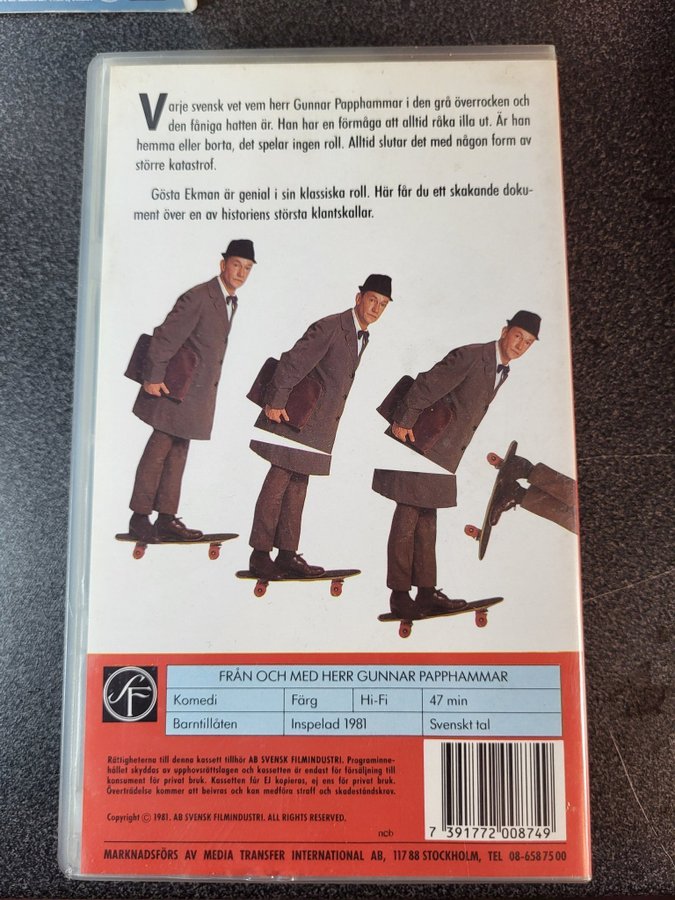 Varje svensk vet vem herr Gunnar Papphammar i den grå överrocken och
den fåniga hatten är. Han har en förmåga att alltid råka illa ut. Är han
hemma eller borta, det spelar ingen roll. Alltid slutar det med någon form av
större katastrof.
Gösta Ekman är genial i sin klassiska roll. Här får du ett skakande doku-
ment över en av historiens största klantskallar.
SF
FRÅN OCH MED HERR GUNNAR PAPPHAMMAR
Komedi Färg Hi-Fi 47 min
Barntillåten Inspelad 1981 Svenskt tal
Rättigheterna till denna kassett tillhör AB SVENSK FILMINDUSTRI. Programinne-
hållet skyddas av upphovsrättslagen och kassetten är endast för försäljning till
konsument för privat bruk. Kassetten får EJ kopieras, ej ens för privat bruk.
Överträdelse kommer att beivras och kan medföra straff och skadeståndskrav.
Copyright © 1981. AB SVENSK FILMINDUSTRI. ALL RIGHTS RESERVED.
ncb
7 391772 008749
MARKNADSFÖRS AV MEDIA TRANSFER INTERNATIONAL AB, 117 88 STOCKHOLM, TEL 08-658 75 00